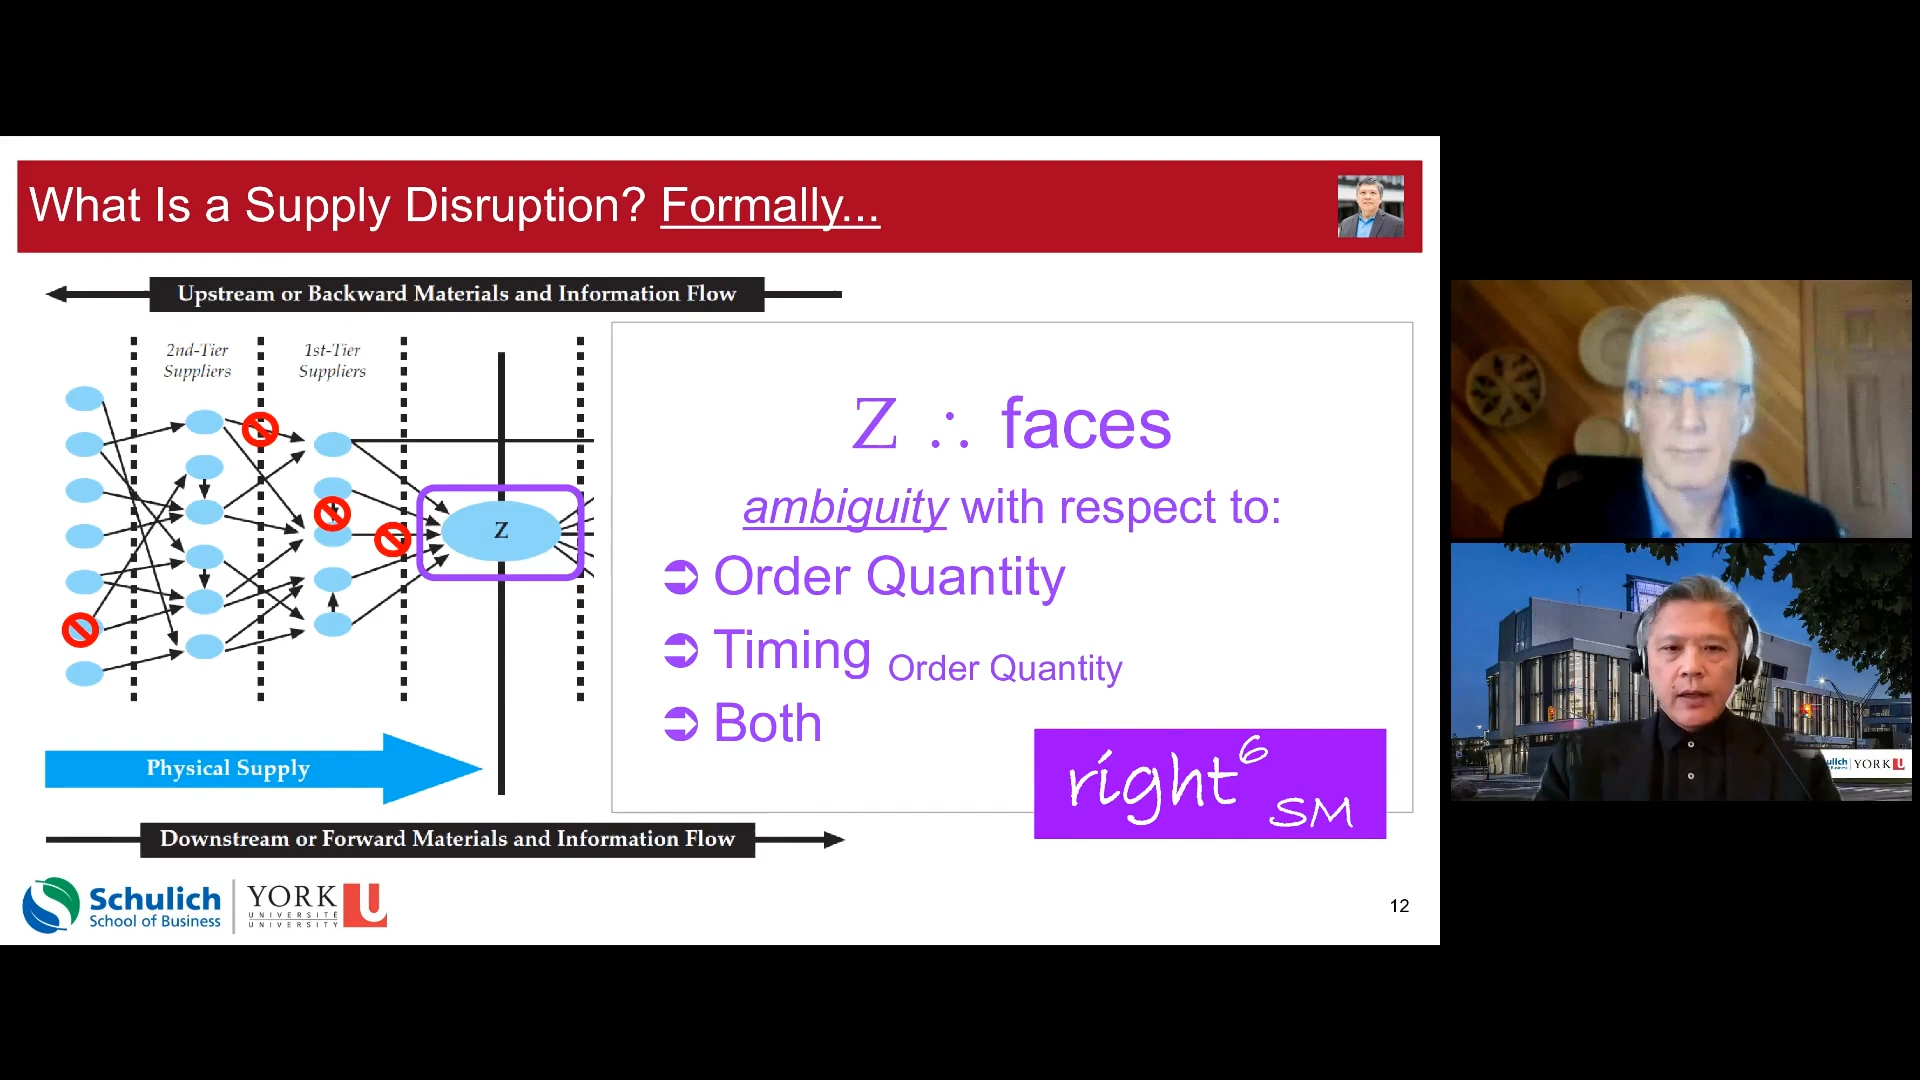 What Is a Supply Disruption? Formally...
Upstream or Backward Materials and Information Flow
2nd-Tier
Suppliers
1st-Tier
Suppliers
Z
Physical Supply
Downstream or Forward Materials and Information Flow
Z ∴ faces
ambiguity with respect to:
➲ Order Quantity
➲ Timing Order Quantity
➲ Both
right⁶
SM
Schulich
School of Business
YORK U
UNIVERSITÉ
UNIVERSITY
12
YORK U